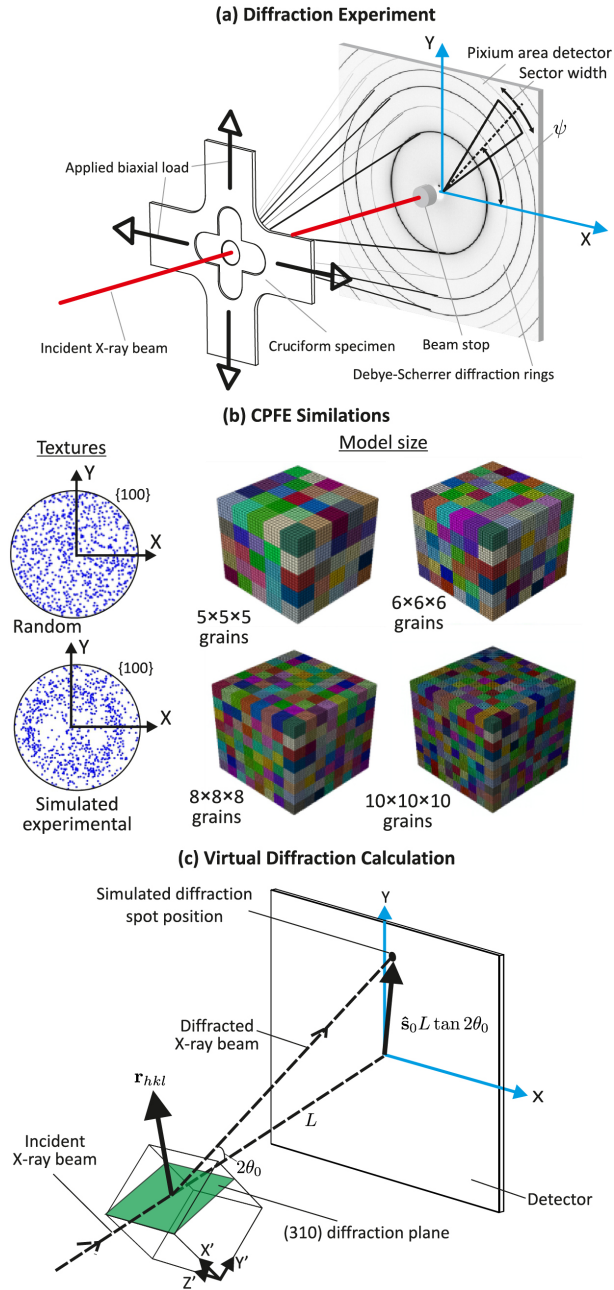 (a) Diffraction Experiment
Y
Pixium area detector
Sector width
ψ
Applied biaxial load
X
Incident X-ray beam
Cruciform specimen
Beam stop
Debye-Scherrer diffraction rings
(b) CPFE Similations
Textures
Model size
Y
{100}
X
Random
5×5×5
grains
6×6×6
grains
Y
{100}
X
Simulated
experimental
8×8×8
grains
10×10×10
grains
(c) Virtual Diffraction Calculation
Simulated diffraction
spot position
Y
Diffracted
X-ray beam
ŝ₀L tan 2θ₀
r_hkl
X
L
Incident
X-ray beam
2θ₀
Detector
(310) diffraction plane
X'
Y'
Z'